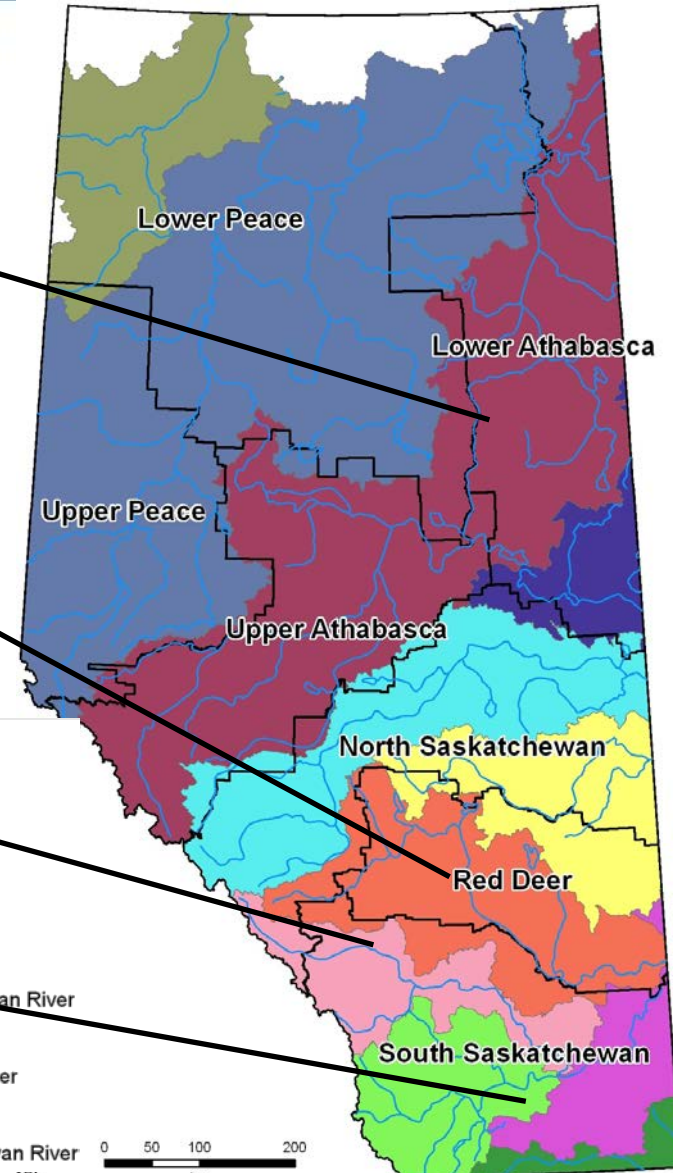 Lower Peace
Lower Athabasca
Upper Peace
Upper Athabasca
North Saskatchewan
Red Deer
an River
South Saskatchewan
er
an River
0 50 100 200